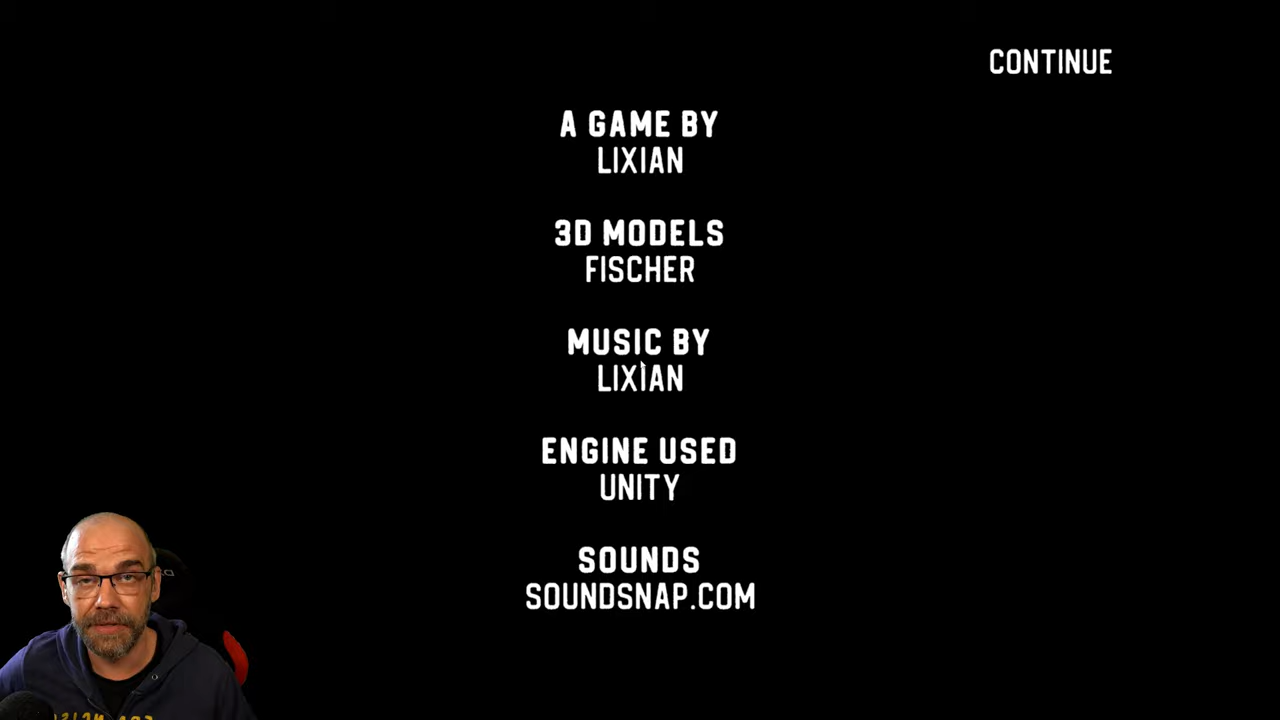 CONTINUE
A GAME BY
LIXIAN
3D MODELS
FISCHER
MUSIC BY
LIXIAN
ENGINE USED
UNITY
SOUNDS
SOUNDSNAP.COM